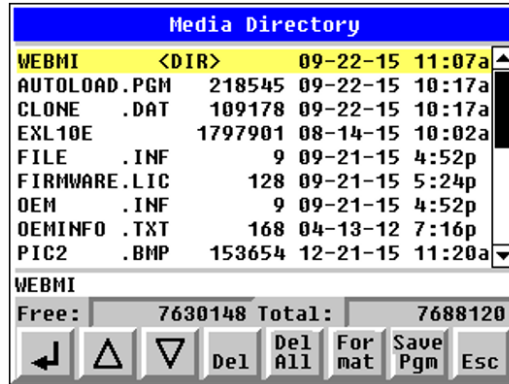 Media Directory
WEBMI <DIR> 09-22-15 11:07a
AUTOLOAD.PGM 218545 09-22-15 10:17a
CLONE .DAT 109178 09-22-15 10:17a
EXL10E 1797901 08-14-15 10:02a
FILE .INF 9 09-21-15 4:52p
FIRMWARE.LIC 128 09-21-15 5:24p
OEM .INF 9 09-21-15 4:52p
OEMINFO .TXT 168 04-13-12 7:16p
PIC2 .BMP 153654 12-21-15 11:20a
WEBMI
Free: 7630148 Total: 7688120
Del Del All For mat Save Pgm Esc